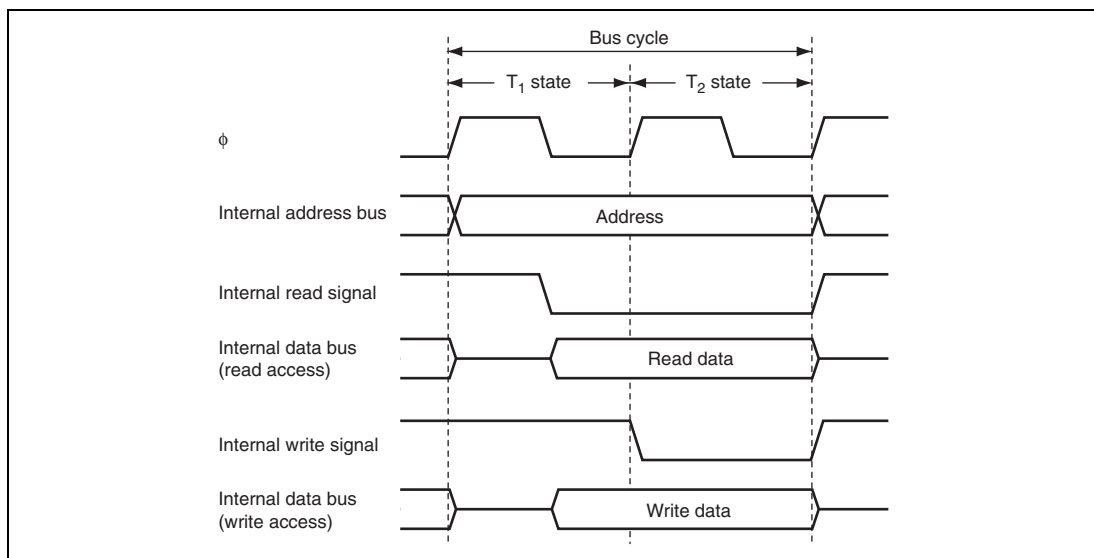 Bus cycle
T₁ state
T₂ state
ϕ
Internal address bus
Address
Internal read signal
Internal data bus
(read access)
Read data
Internal write signal
Internal data bus
(write access)
Write data